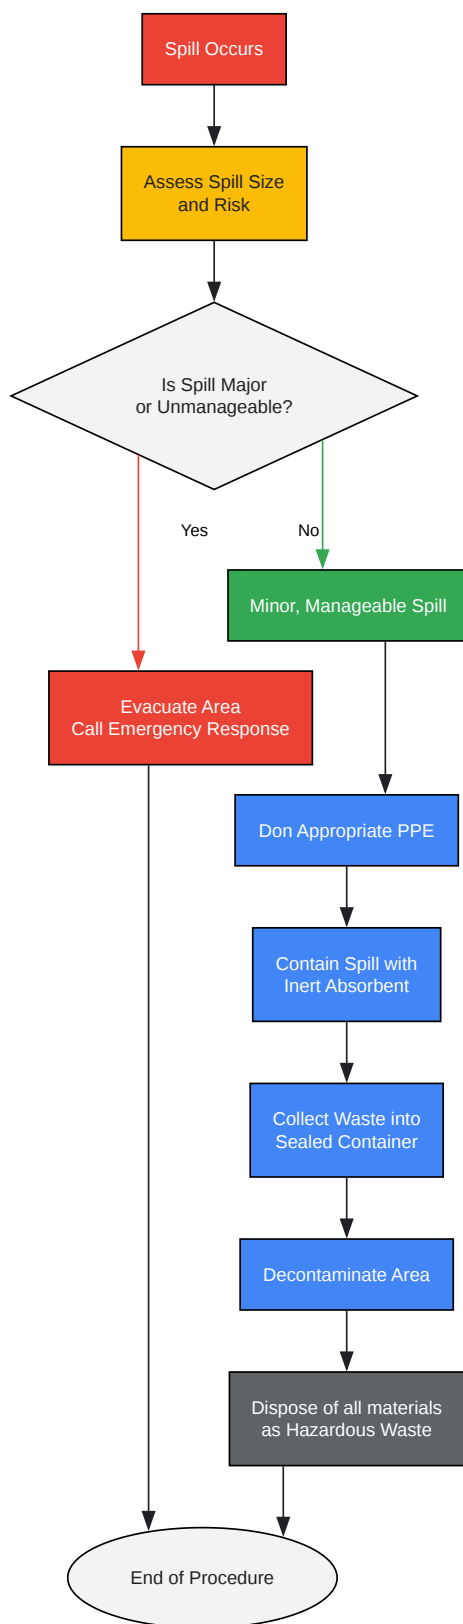 Spill Occurs
Assess Spill Size
and Risk
Is Spill Major
or Unmanageable?
Yes
No
Minor, Manageable Spill
Evacuate Area
Call Emergency Response
Don Appropriate PPE
Contain Spill with
Inert Absorbent
Collect Waste into
Sealed Container
Decontaminate Area
Dispose of all materials
as Hazardous Waste
End of Procedure